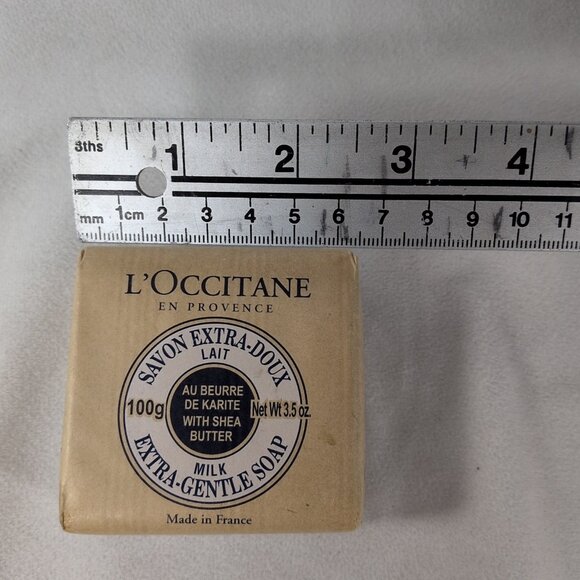 8ths 1 2 3 4
mm 1cm 2 3 4 5 6 7 8 9 10 11
L'OCCITANE
EN PROVENCE
SAVON EXTRA-DOUX
LAIT
100g
AU BEURRE
DE KARITE
WITH SHEA
BUTTER
Net Wt 3.5 oz.
MILK
EXTRA-GENTLE SOAP
Made in France